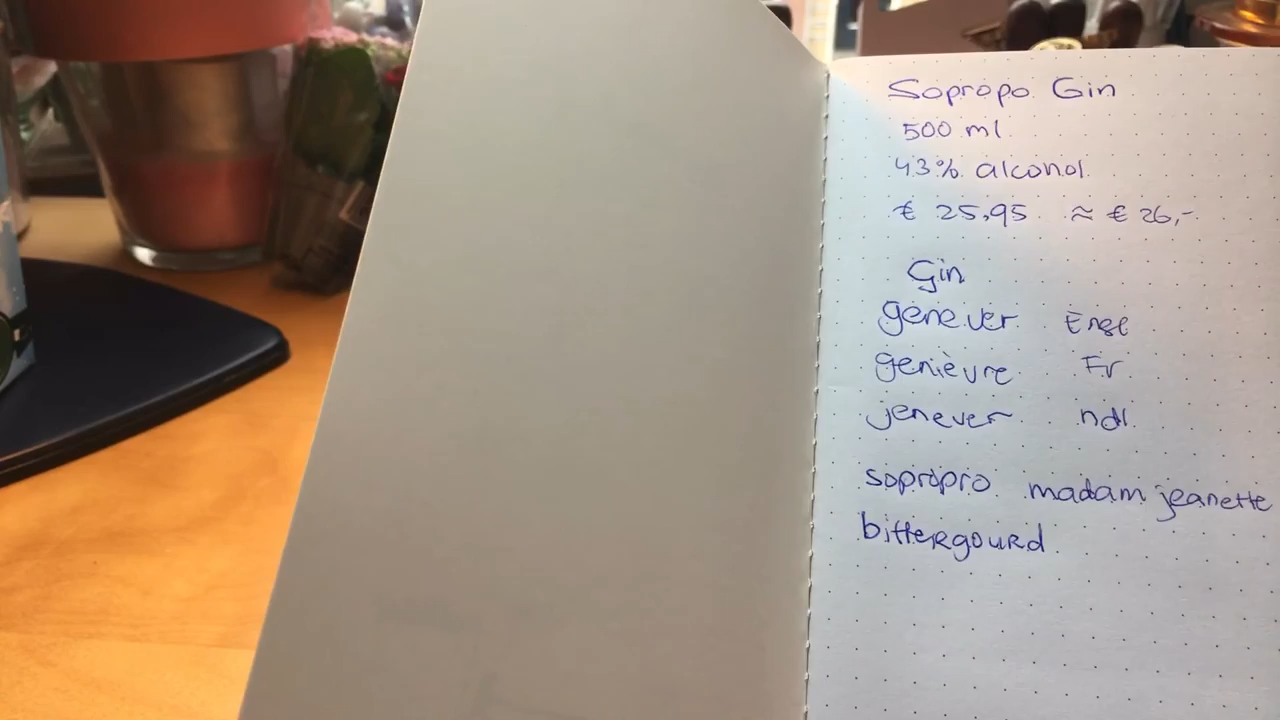 Sopropo Gin
500 ml
43% alcohol
€ 25,95 ≈ € 26,-
Gin
genever Engl
genièvre Fr
jenever ndl.
sopropro madam jeanette
bittergourd